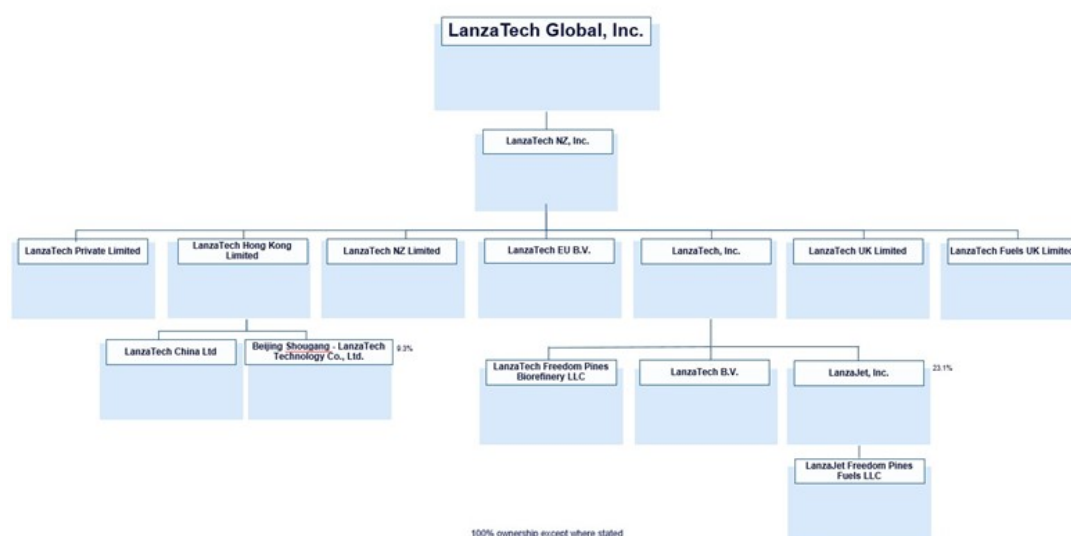 LanzaTech Global, Inc.
LanzaTech NZ, Inc.
LanzaTech Private Limited
LanzaTech Hong Kong
Limited
LanzaTech NZ Limited
LanzaTech EU B.V.
LanzaTech, Inc.
LanzaTech UK Limited
LanzaTech Fuels UK Limited
LanzaTech China Ltd
Beijing Shougang - LanzaTech
Technology Co., Ltd.
9.3%
LanzaTech Freedom Pines
Biorefinery LLC
LanzaTech B.V.
LanzaJet, Inc.
23.1%
LanzaJet Freedom Pines
Fuels LLC
100% ownership except where stated